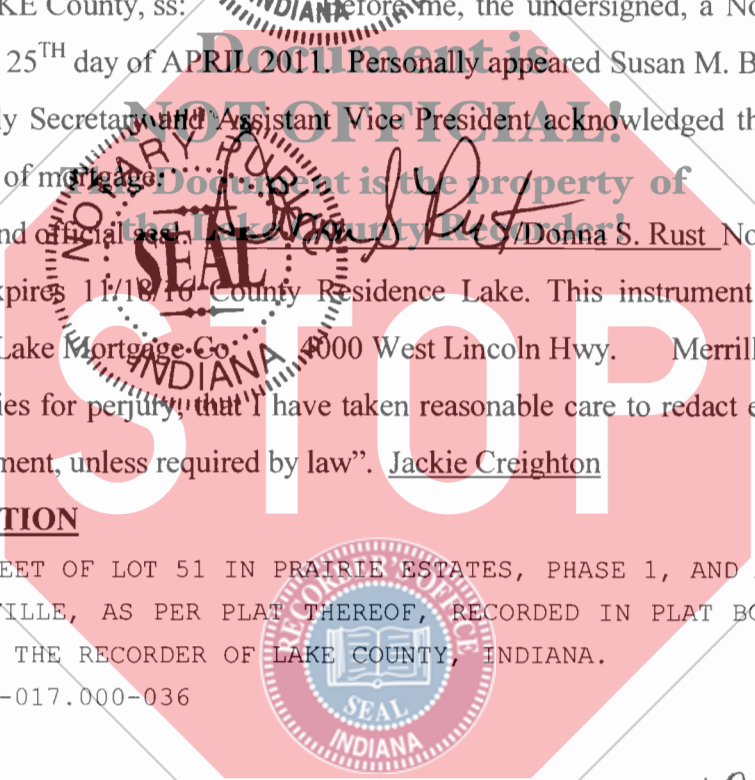 KE County, ss: Before me, the undersigned, a No
25TH day of APRIL 2011. Personally appeared Susan M. B
ly Secretary and Assistant Vice President acknowledged th
of mortgage.
nd official seal. /Donna S. Rust No
xpires 11/18/16 County Residence Lake. This instrument
Lake Mortgage Co. 4000 West Lincoln Hwy. Merrill
ies for perjury, that I have taken reasonable care to redact e
ment, unless required by law”. Jackie Creighton
TION
EET OF LOT 51 IN PRAIRIE ESTATES, PHASE 1, AND
VILLE, AS PER PLAT THEREOF, RECORDED IN PLAT BO
THE RECORDER OF LAKE COUNTY, INDIANA.
-017.000-036
INDIANA
Document is
NOT OFFICIAL!
This Document is the property of
the Lake County Recorder!
STOP
NOTARY PUBLIC
SEAL
INDIANA
Donna S Rust
RECORDER'S OFFICE
SEAL
INDIANA